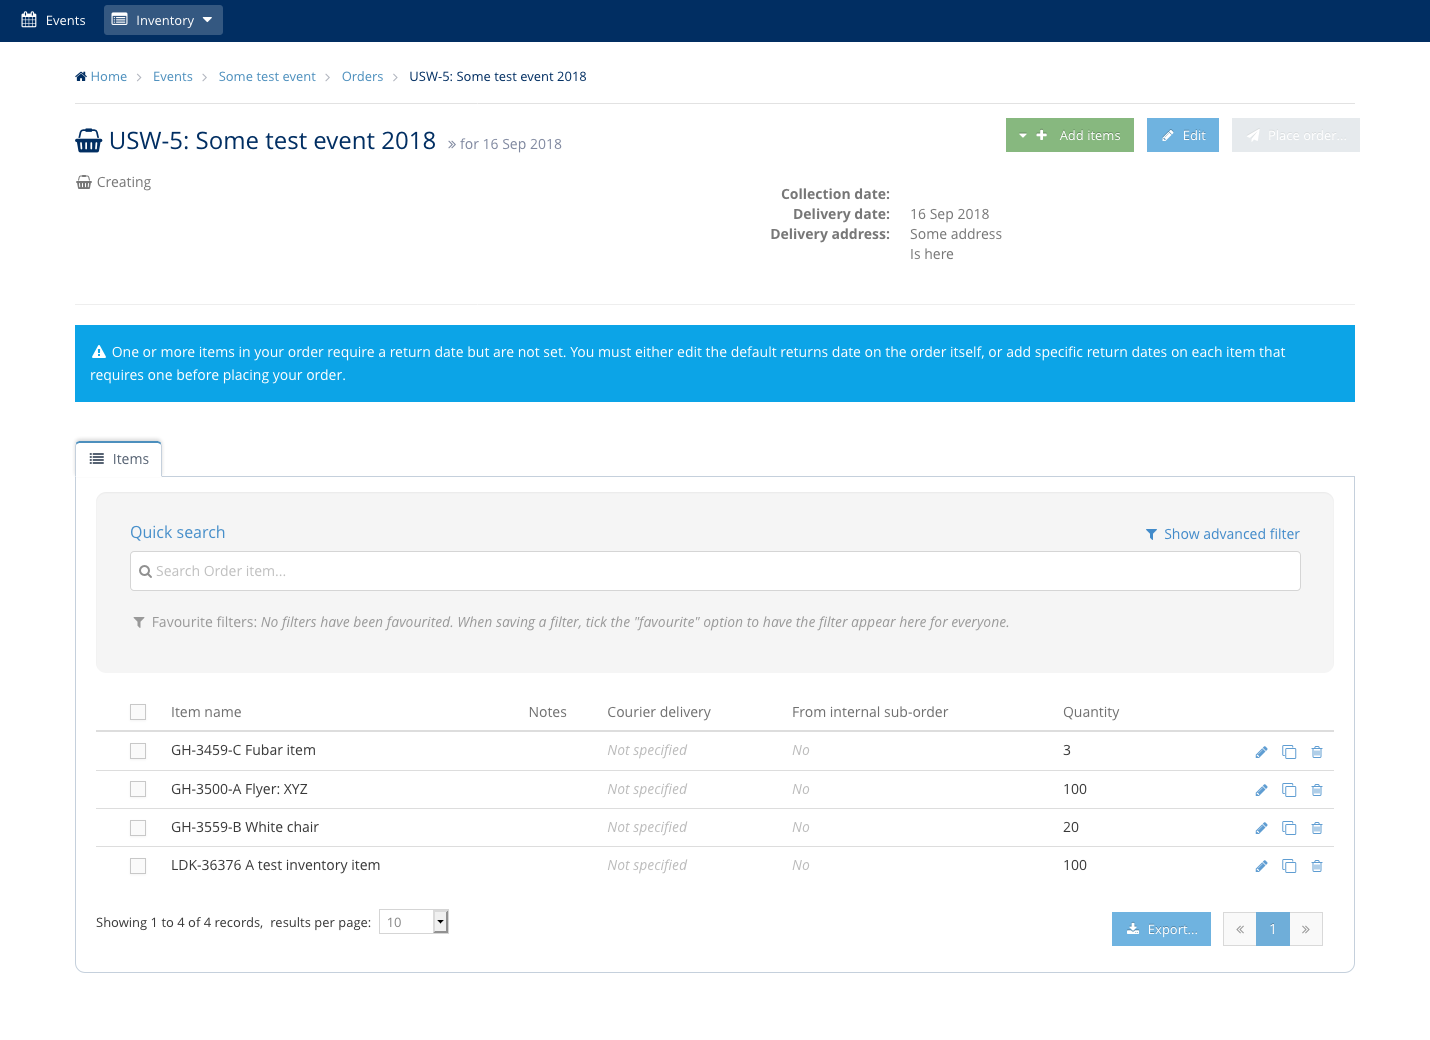 Events Inventory
Home Events Some test event Orders USW-5: Some test event 2018
USW-5: Some test event 2018 » for 16 Sep 2018
Add items Edit Place order...
Creating
Collection date:
Delivery date: 16 Sep 2018
Delivery address: Some address
Is here
One or more items in your order require a return date but are not set. You must either edit the default returns date on the order itself, or add specific return dates on each item that
requires one before placing your order.
Items
Quick search Show advanced filter
Search Order item...
Favourite filters: No filters have been favourited. When saving a filter, tick the "favourite" option to have the filter appear here for everyone.
Item name Notes Courier delivery From internal sub-order Quantity
GH-3459-C Fubar item Not specified No 3
GH-3500-A Flyer: XYZ Not specified No 100
GH-3559-B White chair Not specified No 20
LDK-36376 A test inventory item Not specified No 100
Showing 1 to 4 of 4 records, results per page: 10
Export... « 1 »